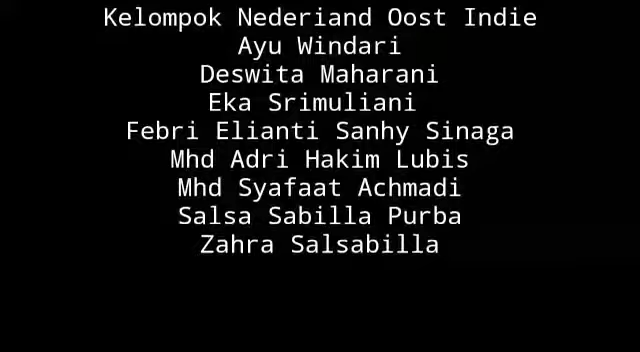 Kelompok Nederiand Oost Indie
Ayu Windari
Deswita Maharani
Eka Srimuliani
Febri Elianti Sanhy Sinaga
Mhd Adri Hakim Lubis
Mhd Syafaat Achmadi
Salsa Sabilla Purba
Zahra Salsabilla